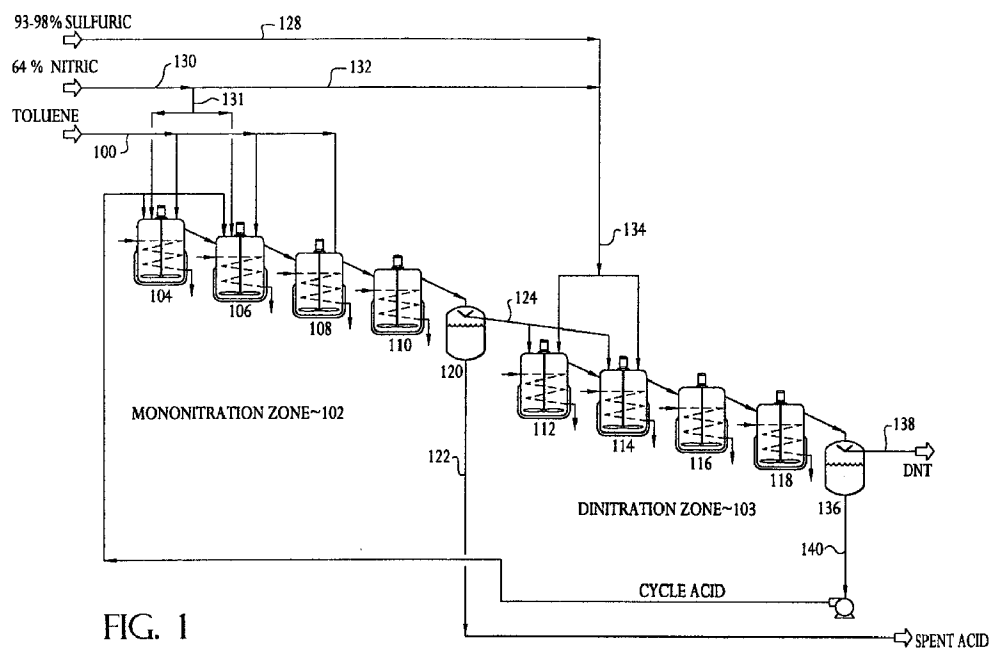 93-98% SULFURIC
128
64 % NITRIC
130
132
131
TOLUENE
100
134
104
106
108
110
124
120
112
114
116
118
MONONITRATION ZONE~102
122
138
DNT
136
DINITRATION ZONE~103
140
CYCLE ACID
FIG. 1
SPENT ACID